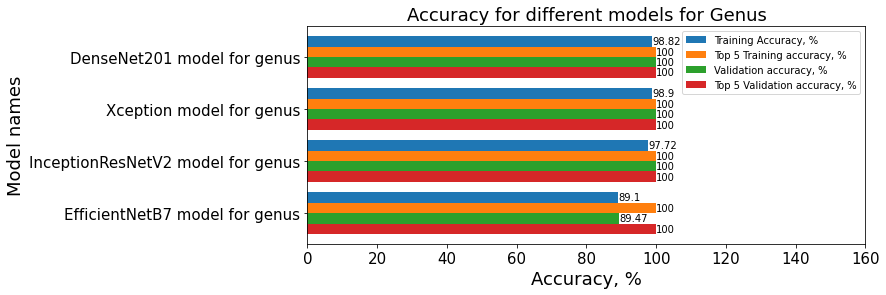 Accuracy for different models for Genus
Training Accuracy, %
Top 5 Training accuracy, %
Validation accuracy, %
Top 5 Validation accuracy, %
Model names
DenseNet201 model for genus
98.82
100
100
100
Xception model for genus
98.9
100
100
100
InceptionResNetV2 model for genus
97.72
100
100
100
EfficientNetB7 model for genus
89.1
100
89.47
100
0 20 40 60 80 100 120 140 160
Accuracy, %